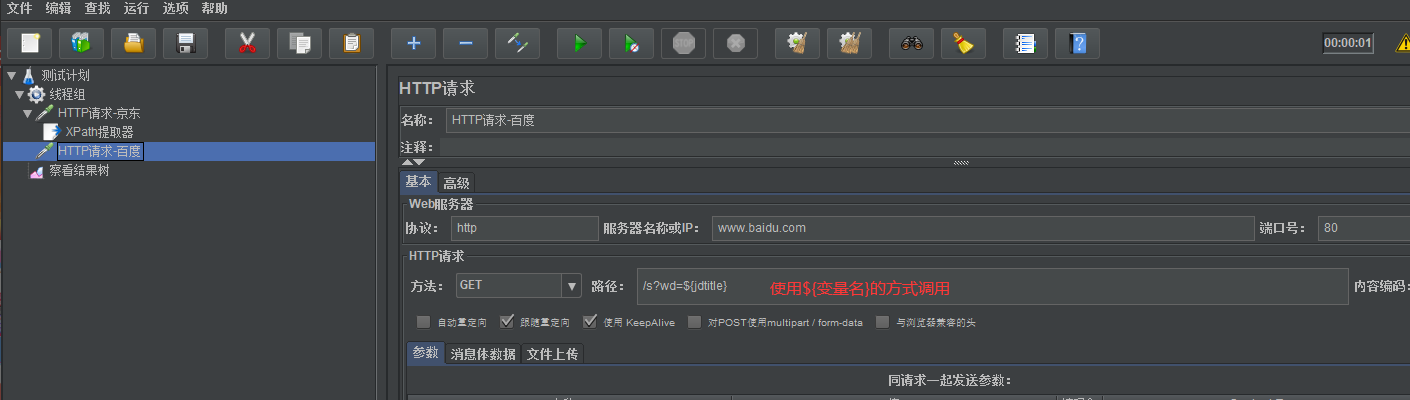 文件 编辑 查找 运行 选项 帮助
STOP 00:00:01
测试计划
线程组
HTTP请求-京东
XPath提取器
HTTP请求-百度
察看结果树
HTTP请求
名称: HTTP请求-百度
注释:
基本 高级
Web服务器
协议: http 服务器名称或IP: www.baidu.com 端口号: 80
HTTP请求
方法: GET 路径: /s?wd=${jdtitle} 使用${变量名}的方式调用 内容编码:
自动重定向 跟随重定向 使用 KeepAlive 对POST使用multipart / form-data 与浏览器兼容的头
参数 消息体数据 文件上传
同请求一起发送参数: